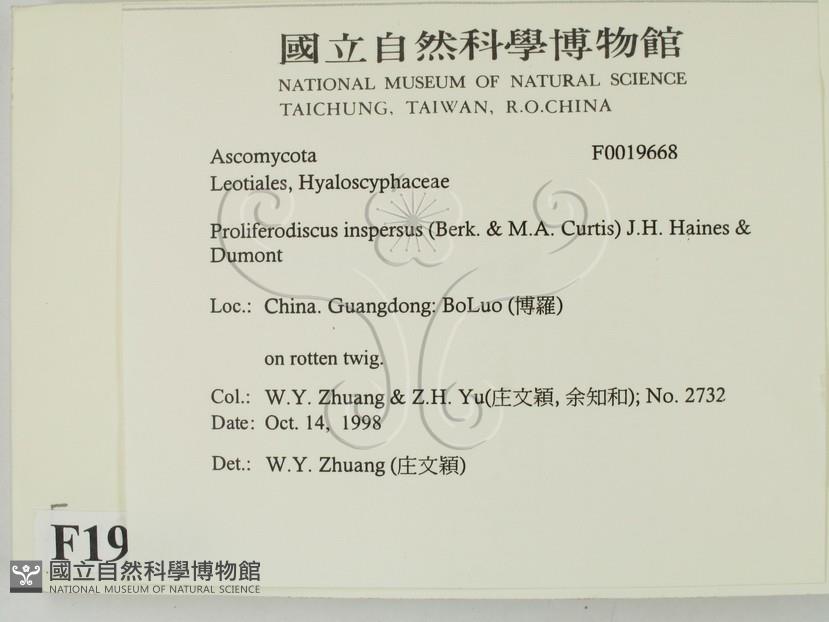 國立自然科學博物館
NATIONAL MUSEUM OF NATURAL SCIENCE
TAICHUNG, TAIWAN, R.O.CHINA
Ascomycota F0019668
Leotiales, Hyaloscyphaceae
Proliferodiscus inspersus (Berk. & M.A. Curtis) J.H. Haines &
Dumont
Loc.: China. Guangdong: BoLuo (博羅)
on rotten twig.
Col.: W.Y. Zhuang & Z.H. Yu(庄文穎, 余知和); No. 2732
Date: Oct. 14, 1998
Det.: W.Y. Zhuang (庄文穎)
F19
國立自然科學博物館
NATIONAL MUSEUM OF NATURAL SCIENCE